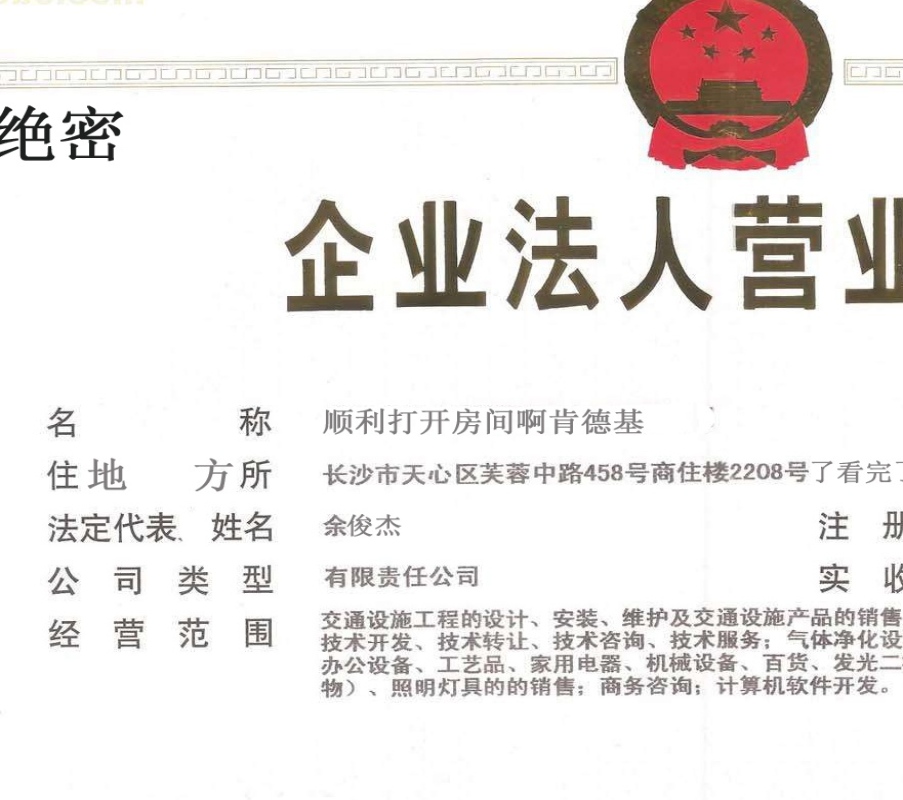 绝密
企业法人营业
名 称 顺利打开房间啊肯德基
住地 方所 长沙市天心区芙蓉中路458号商住楼2208号了看完了
法定代表、姓名 余俊杰 注 册
公 司 类 型 有限责任公司 实 收
经 营 范 围 交通设施工程的设计、安装、维护及交通设施产品的销售
技术开发、技术转让、技术咨询、技术服务；气体净化设
办公设备、工艺品、家用电器、机械设备、百货、发光二
物）、照明灯具的的销售；商务咨询；计算机软件开发。